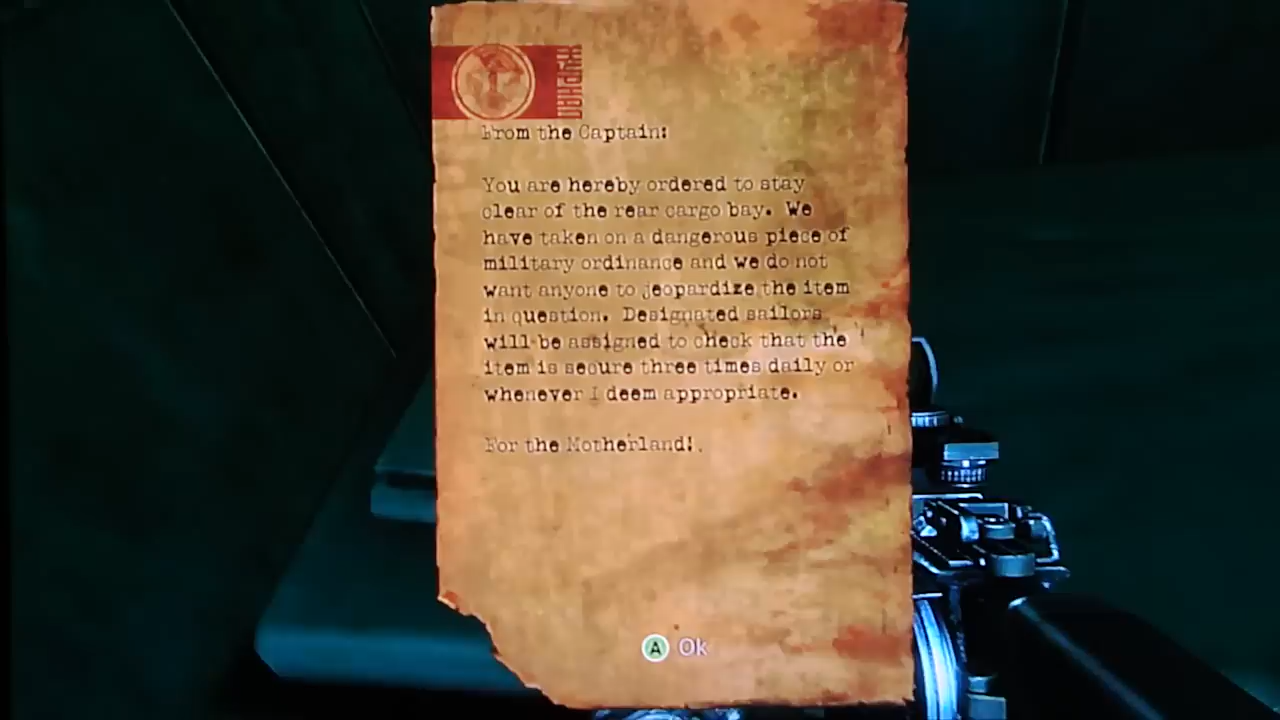 From the Captain:
You are hereby ordered to stay
clear of the rear cargo bay. We
have taken on a dangerous piece of
military ordinance and we do not
want anyone to jeopardize the item
in question. Designated sailors
will be assigned to check that the
item is secure three times daily or
whenever I deem appropriate.
For the Motherland!
A Ok